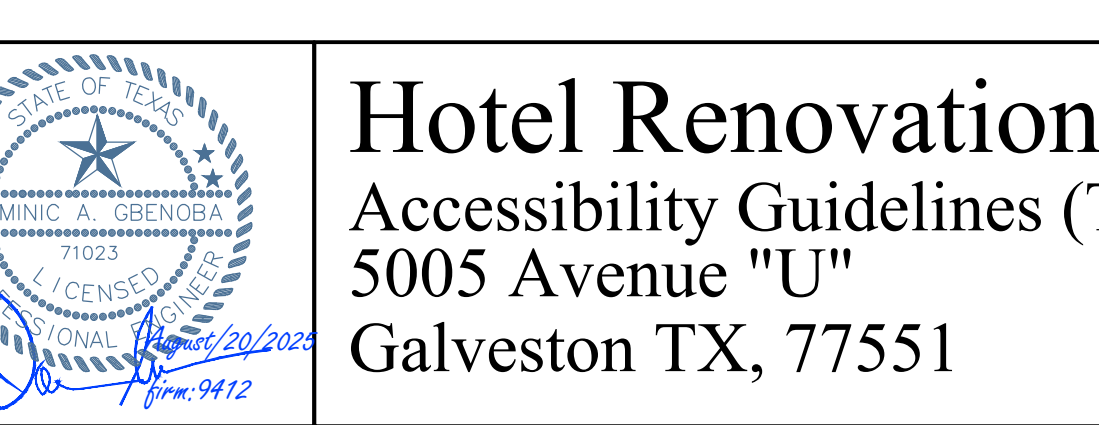 STATE OF TEXAS
MINIC A. GBENOBA
71023
LICENSED
ESSIONAL ENGINEER
August/20/2025
firm:9412
Hotel Renovation
Accessibility Guidelines (T
5005 Avenue "U"
Galveston TX, 77551